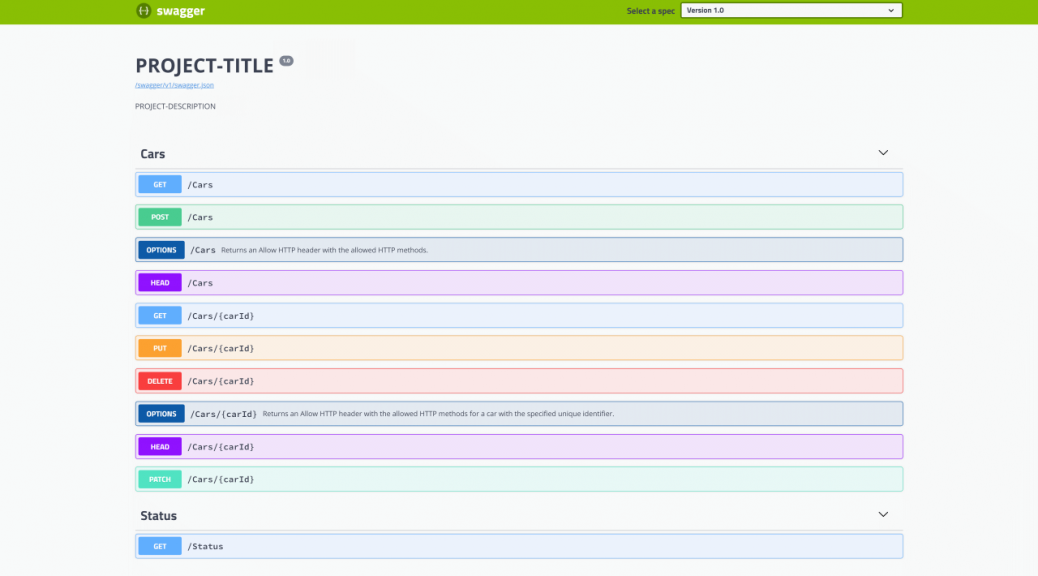 {··} swagger
Select a spec Version 1.0
PROJECT-TITLE 1.0
/swagger/v1/swagger.json
PROJECT-DESCRIPTION
Cars
GET /Cars
POST /Cars
OPTIONS /Cars Returns an Allow HTTP header with the allowed HTTP methods.
HEAD /Cars
GET /Cars/{carId}
PUT /Cars/{carId}
DELETE /Cars/{carId}
OPTIONS /Cars/{carId} Returns an Allow HTTP header with the allowed HTTP methods for a car with the specified unique identifier.
HEAD /Cars/{carId}
PATCH /Cars/{carId}
Status
GET /Status